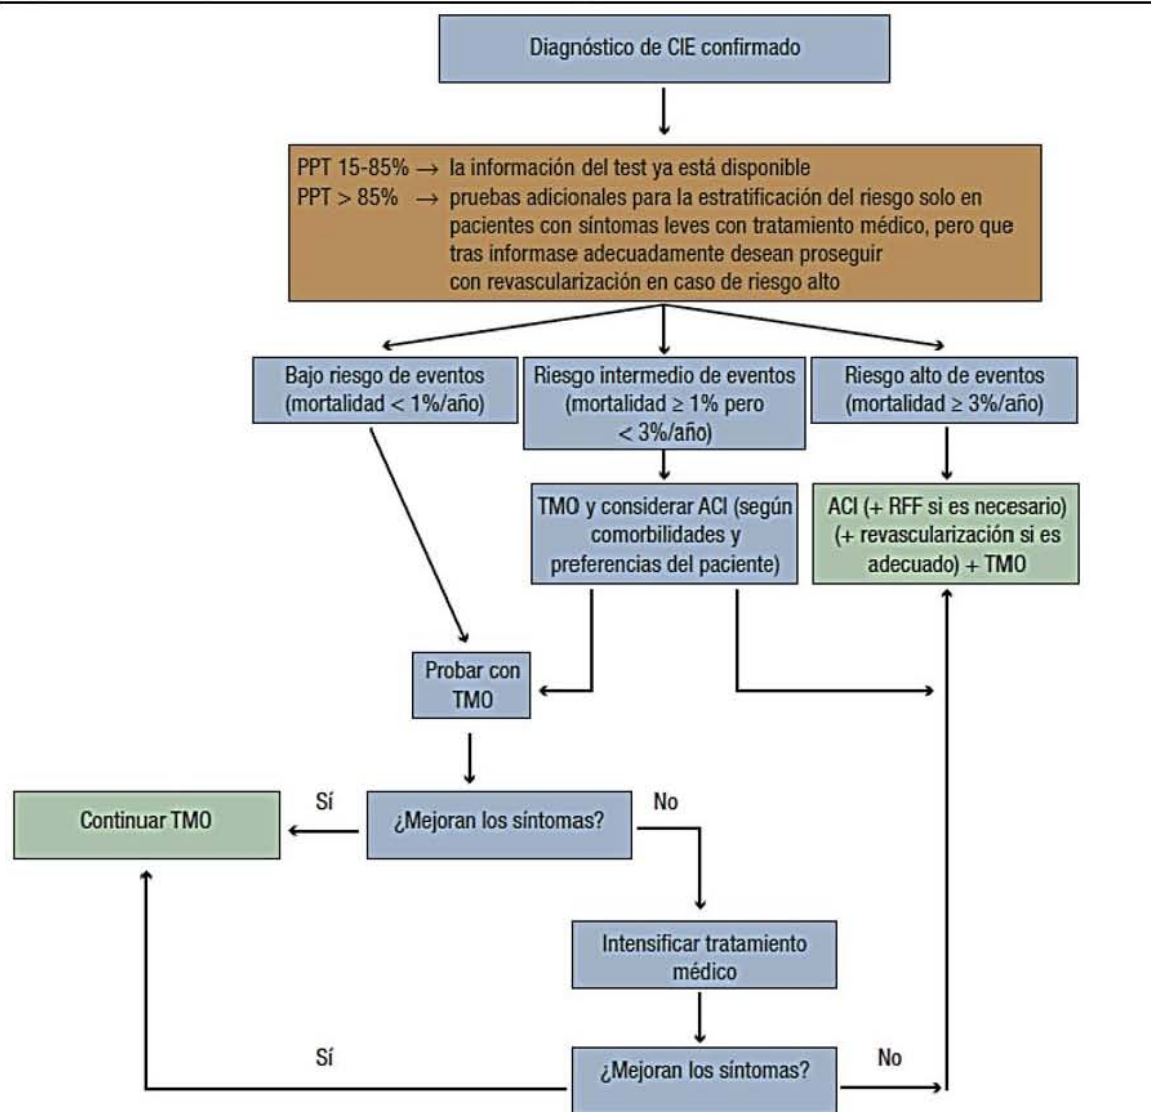 Diagnóstico de CIE confirmado
PPT 15-85% → la información del test ya está disponible
PPT > 85% → pruebas adicionales para la estratificación del riesgo solo en
pacientes con síntomas leves con tratamiento médico, pero que
tras informase adecuadamente desean proseguir
con revascularización en caso de riesgo alto
Bajo riesgo de eventos
(mortalidad < 1%/año)
Riesgo intermedio de eventos
(mortalidad ≥ 1% pero
< 3%/año)
Riesgo alto de eventos
(mortalidad ≥ 3%/año)
TMO y considerar ACI (según
comorbilidades y
preferencias del paciente)
ACI (+ RFF si es necesario)
(+ revascularización si es
adecuado) + TMO
Probar con
TMO
Continuar TMO
Sí
¿Mejoran los síntomas?
No
Intensificar tratamiento
médico
Sí
¿Mejoran los síntomas?
No